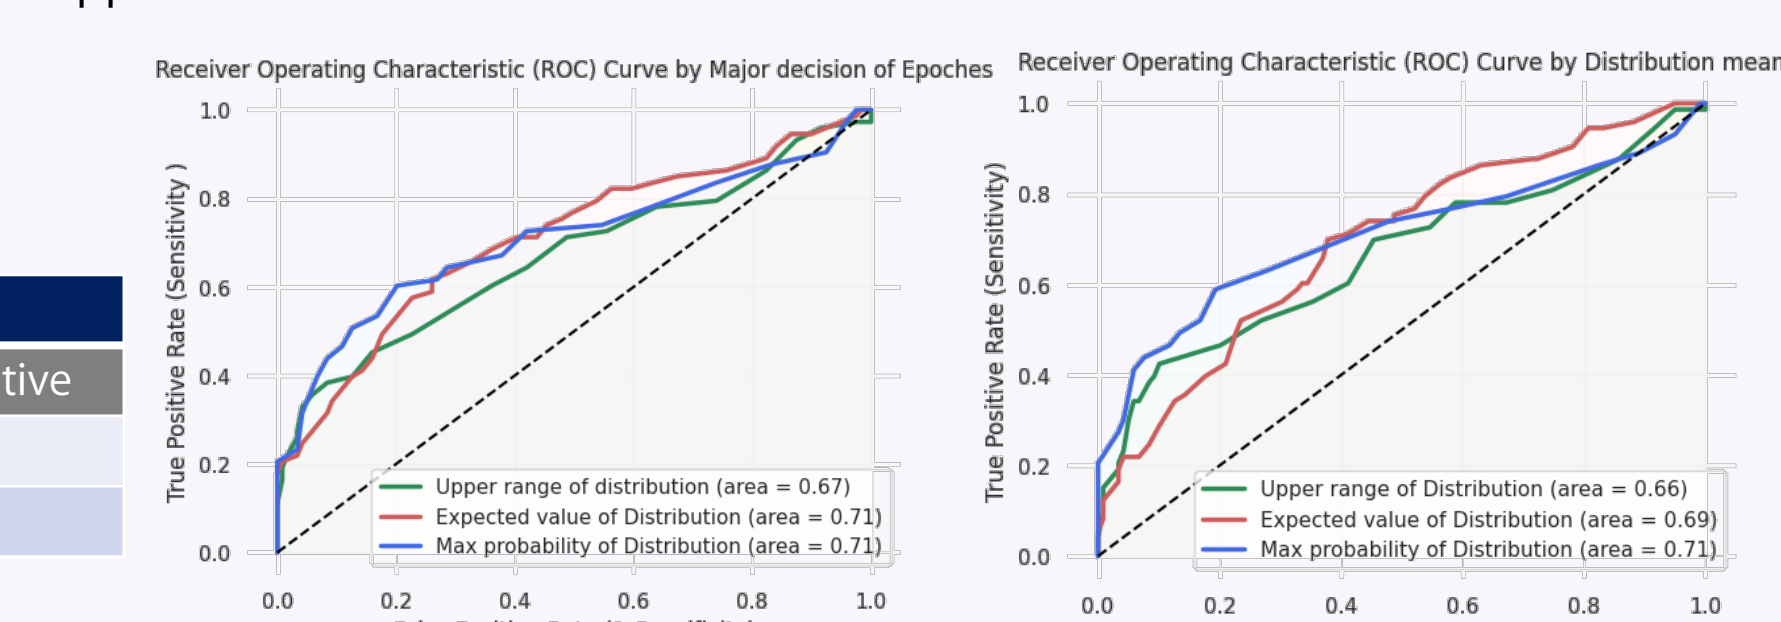 tive
Receiver Operating Characteristic (ROC) Curve by Major decision of Epoches
True Positive Rate (Sensitivity )
1.0
0.8
0.6
0.4
0.2
0.0
Upper range of distribution (area = 0.67)
Expected value of Distribution (area = 0.71)
Max probability of Distribution (area = 0.71)
0.0 0.2 0.4 0.6 0.8 1.0
Receiver Operating Characteristic (ROC) Curve by Distribution mean
True Positive Rate (Sensitivity)
1.0
0.8
0.6
0.4
0.2
0.0
Upper range of Distribution (area = 0.66)
Expected value of Distribution (area = 0.69)
Max probability of Distribution (area = 0.71)
0.0 0.2 0.4 0.6 0.8 1.0